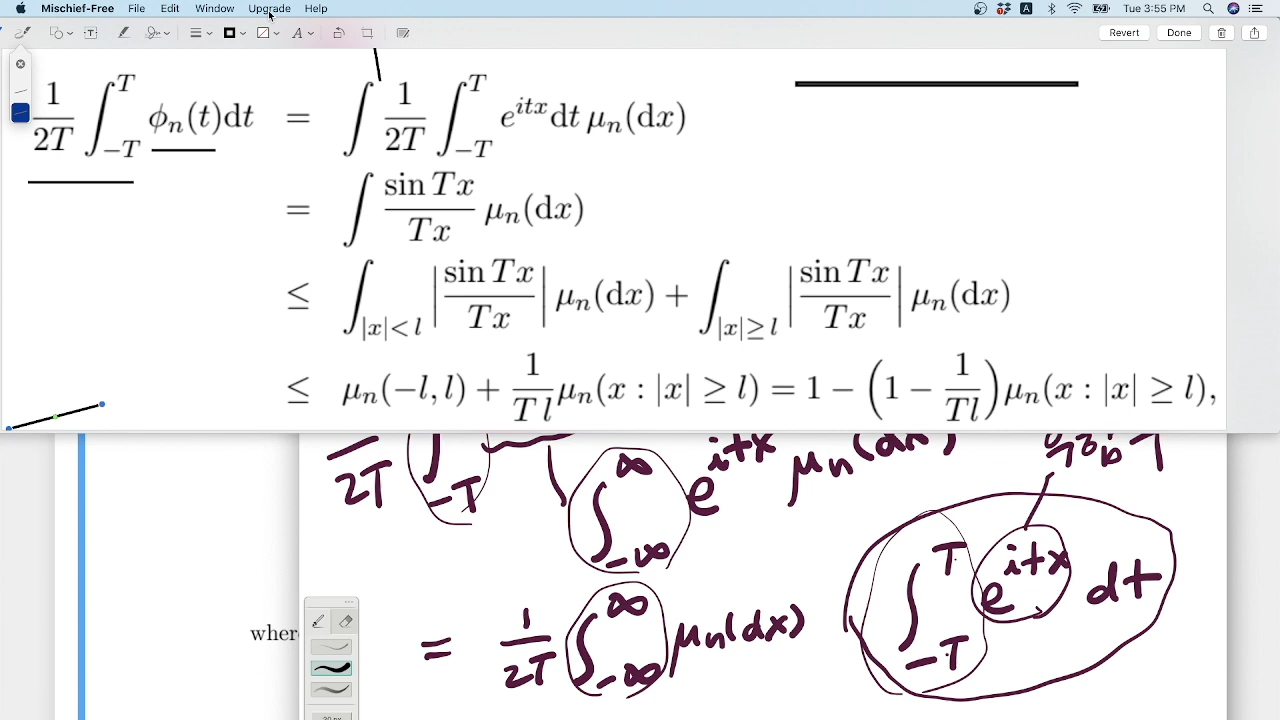 Mischief-Free File Edit Window Upgrade Help A Tue 3:55 PM
T A Revert Done
1/2T ∫_{-T}^{T} ϕ_n(t)dt = ∫ 1/2T ∫_{-T}^{T} e^{itx}dt μ_n(dx)
= ∫ sin Tx/Tx μ_n(dx)
≤ ∫_{|x|<l} |sin Tx/Tx| μ_n(dx) + ∫_{|x|≥l} |sin Tx/Tx| μ_n(dx)
≤ μ_n(−l, l) + 1/Tl μ_n(x : |x| ≥ l) = 1 − (1 − 1/Tl)μ_n(x : |x| ≥ l),
1/2T ∫_{-T} ∫_{-∞}^{∞} e^{itx} μ_n(dx)
∫_{-T}^{T} e^{itx} dt
= 1/2T ∫_{-∞}^{∞} μ_n(dx)